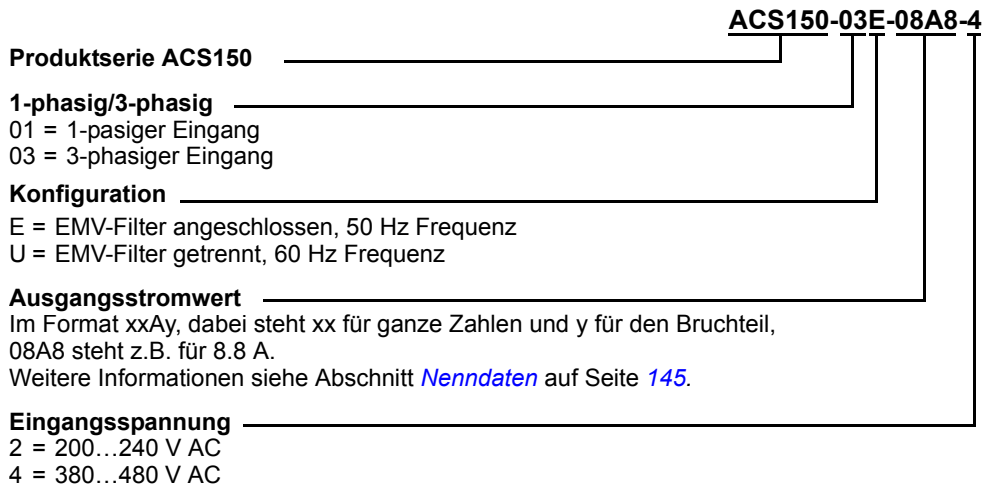 ACS150-03E-08A8-4
Produktserie ACS150
1-phasig/3-phasig
01 = 1-pasiger Eingang
03 = 3-phasiger Eingang
Konfiguration
E = EMV-Filter angeschlossen, 50 Hz Frequenz
U = EMV-Filter getrennt, 60 Hz Frequenz
Ausgangsstromwert
Im Format xxAy, dabei steht xx für ganze Zahlen und y für den Bruchteil,
08A8 steht z.B. für 8.8 A.
Weitere Informationen siehe Abschnitt Nenndaten auf Seite 145.
Eingangsspannung
2 = 200…240 V AC
4 = 380…480 V AC